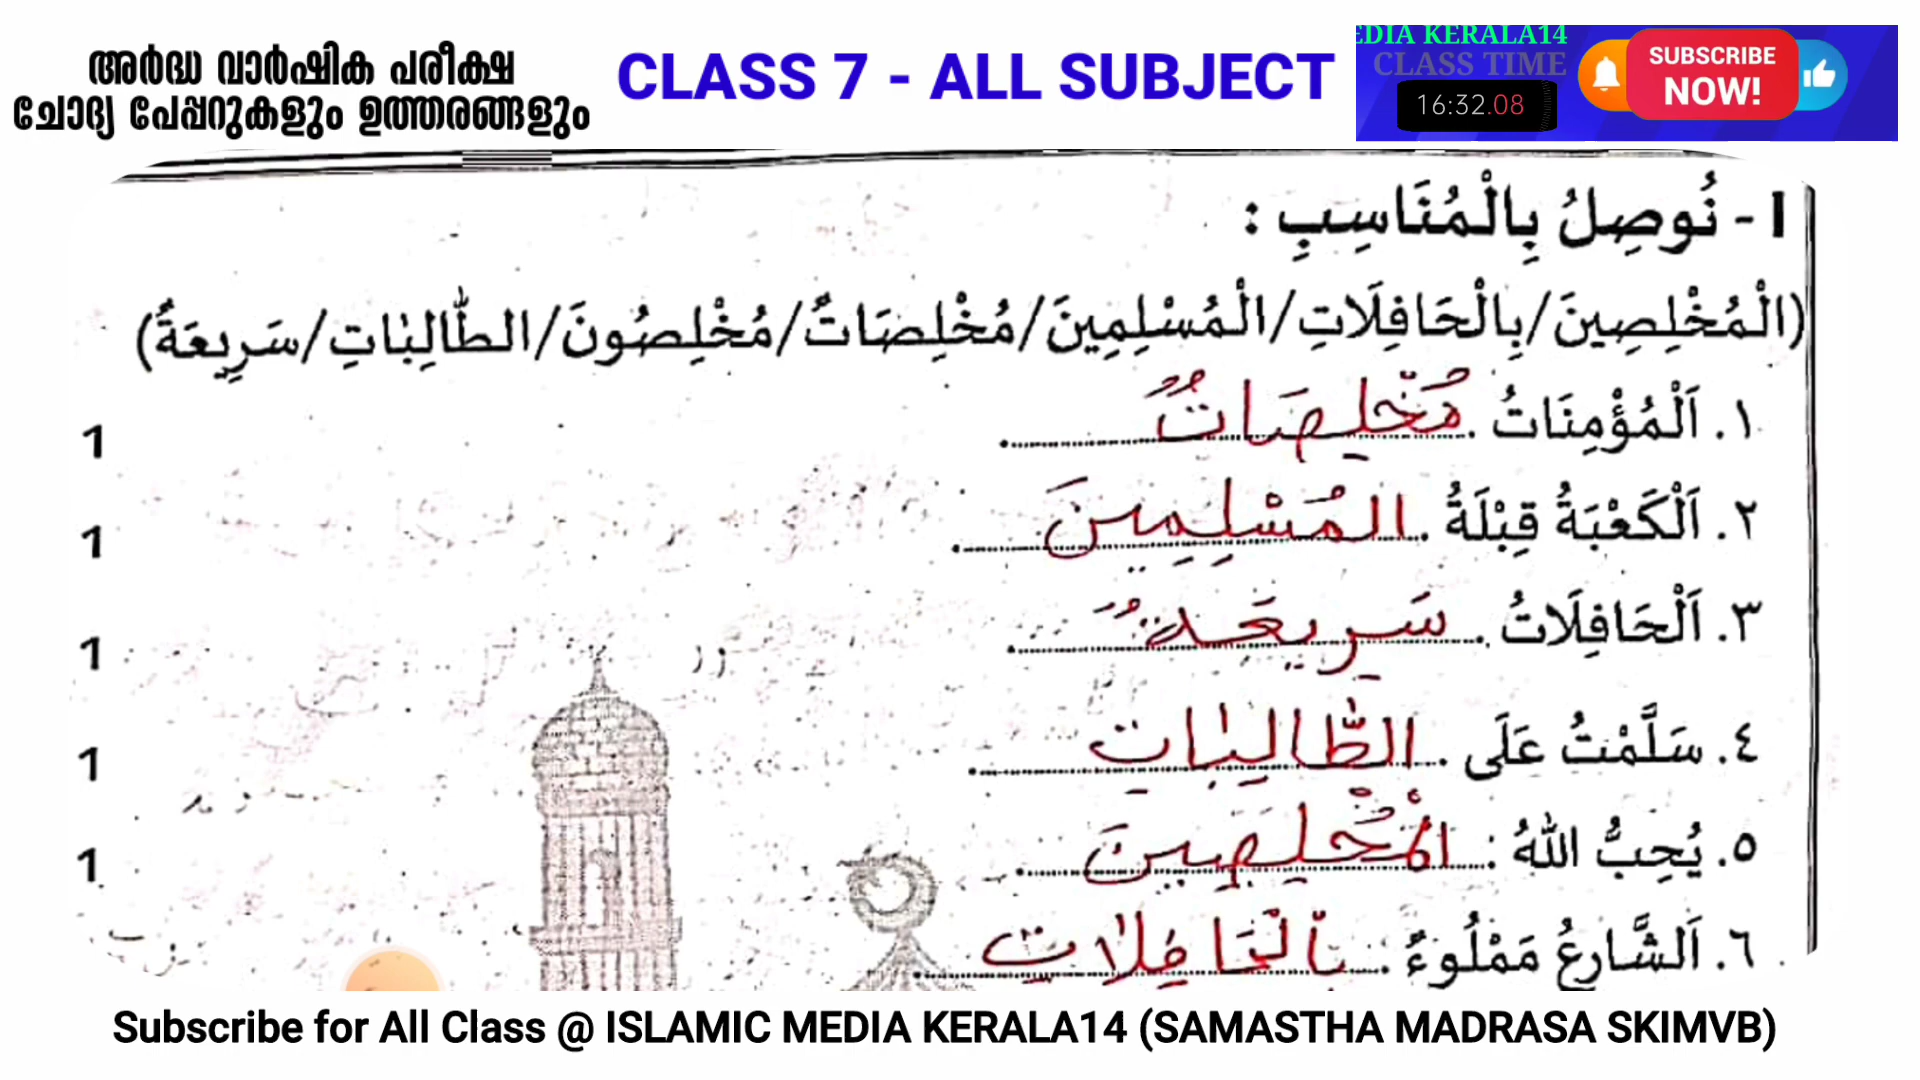 അർദ്ധ വാർഷിക പരീക്ഷ
ചോദ്യ പേപ്പറുകളും ഉത്തരങ്ങളും
CLASS 7 - ALL SUBJECT
EDIA KERALA14
CLASS TIME
16:32.08
SUBSCRIBE
NOW!
I - نُوصِلُ بِالْمُنَاسِبِ :
(الْمُخْلِصِينَ/بِالْحَافِلَاتِ/الْمُسْلِمِينَ/مُخْلِصَاتٌ/مُخْلِصُونَ/الطَّالِبَاتِ/سَرِيعَةٌ)
١. اَلْمُؤْمِنَاتُ مُخْلِصَاتٌ 1
٢. اَلْكَعْبَةُ قِبْلَةُ الْمُسْلِمِينَ 1
٣. اَلْحَافِلَاتُ سَرِيعَةٌ 1
٤. سَلَّمْتُ عَلَى الطَّالِبَاتِ 1
٥. يُحِبُّ اللهُ : الْمُخْلِصِينَ 1
٦. اَلشَّارِعُ مَمْلُوءٌ بِالْحَافِلَاتِ
Subscribe for All Class @ ISLAMIC MEDIA KERALA14 (SAMASTHA MADRASA SKIMVB)